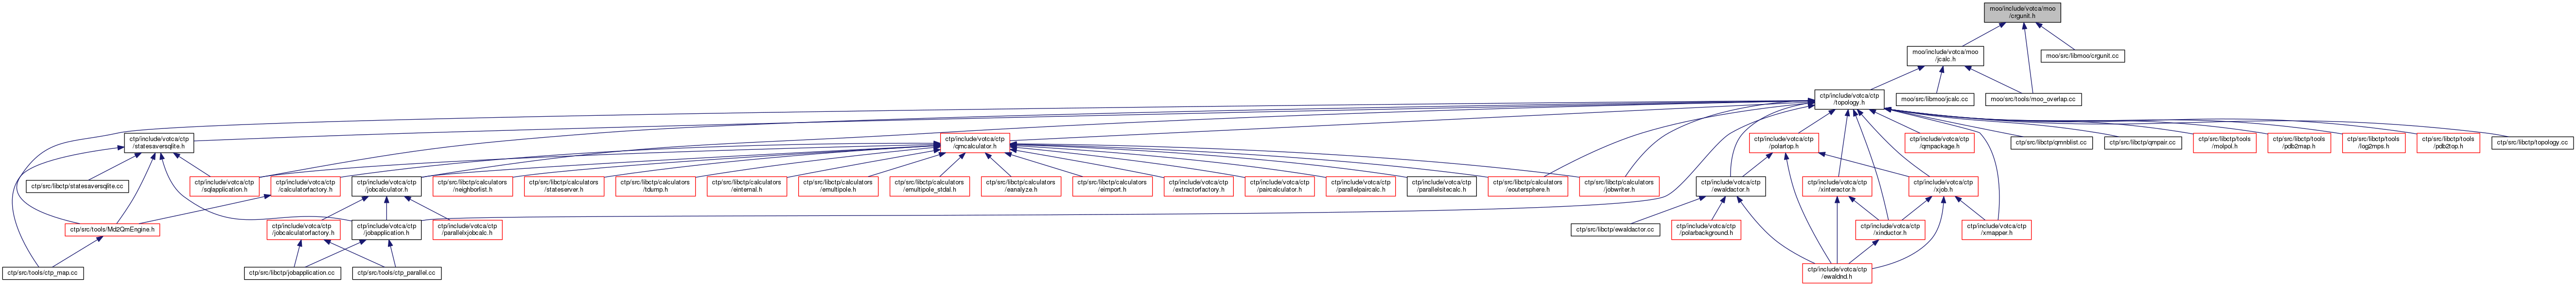 moo/include/votca/moo
/crgunit.h
moo/include/votca/moo
/jcalc.h
moo/src/libmoo/crgunit.cc
ctp/include/votca/ctp
/topology.h
moo/src/libmoo/jcalc.cc
moo/src/tools/moo_overlap.cc
ctp/include/votca/ctp
/statesaversqlite.h
ctp/include/votca/ctp
/qmcalculator.h
ctp/include/votca/ctp
/polartop.h
ctp/include/votca/ctp
/qmpackage.h
ctp/src/libctp/qmnblist.cc
ctp/src/libctp/qmpair.cc
ctp/src/libctp/tools
/molpol.h
ctp/src/libctp/tools
/pdb2map.h
ctp/src/libctp/tools
/log2mps.h
ctp/src/libctp/tools
/pdb2top.h
ctp/src/libctp/topology.cc
ctp/src/libctp/statesaversqlite.cc
ctp/include/votca/ctp
/sqlapplication.h
ctp/include/votca/ctp
/calculatorfactory.h
ctp/include/votca/ctp
/jobcalculator.h
ctp/src/libctp/calculators
/neighborlist.h
ctp/src/libctp/calculators
/stateserver.h
ctp/src/libctp/calculators
/tdump.h
ctp/src/libctp/calculators
/einternal.h
ctp/src/libctp/calculators
/emultipole.h
ctp/src/libctp/calculators
/emultipole_stdal.h
ctp/src/libctp/calculators
/eanalyze.h
ctp/src/libctp/calculators
/eimport.h
ctp/include/votca/ctp
/extractorfactory.h
ctp/include/votca/ctp
/paircalculator.h
ctp/include/votca/ctp
/parallelpaircalc.h
ctp/include/votca/ctp
/parallelsitecalc.h
ctp/src/libctp/calculators
/eoutersphere.h
ctp/src/libctp/calculators
/jobwriter.h
ctp/include/votca/ctp
/ewaldactor.h
ctp/include/votca/ctp
/xinteractor.h
ctp/include/votca/ctp
/xjob.h
ctp/src/tools/Md2QmEngine.h
ctp/include/votca/ctp
/jobcalculatorfactory.h
ctp/include/votca/ctp
/jobapplication.h
ctp/include/votca/ctp
/parallelxjobcalc.h
ctp/src/libctp/ewaldactor.cc
ctp/include/votca/ctp
/polarbackground.h
ctp/include/votca/ctp
/xinductor.h
ctp/include/votca/ctp
/xmapper.h
ctp/src/tools/ctp_map.cc
ctp/src/libctp/jobapplication.cc
ctp/src/tools/ctp_parallel.cc
ctp/include/votca/ctp
/ewaldnd.h